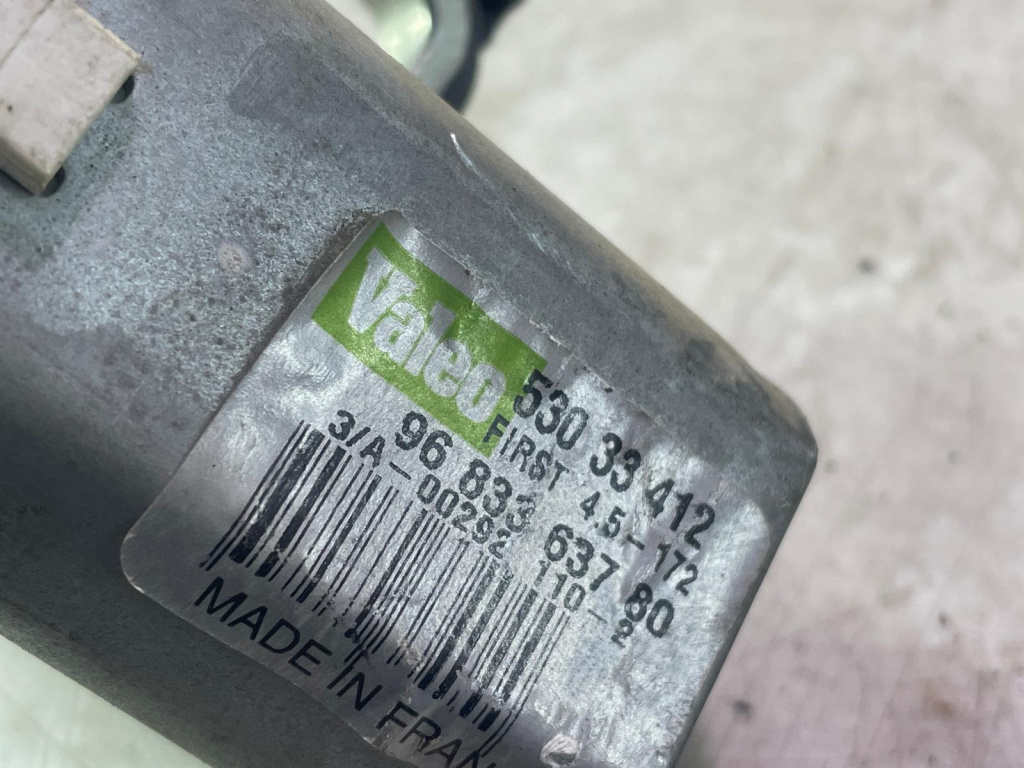 Valeo
530 33 412
FIRST 4.5-172
96 833 637 80
3/A-00292 110-2
MADE IN FRAN